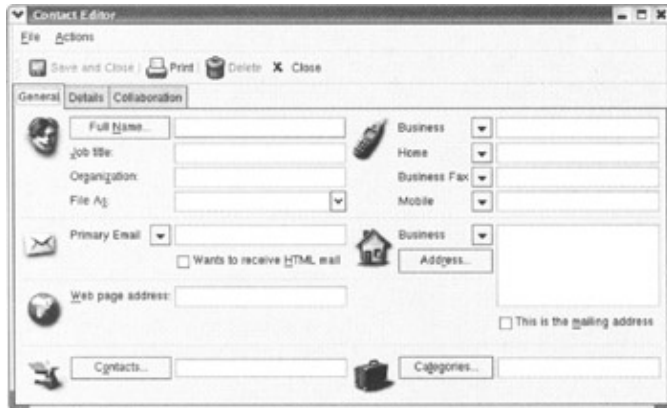 Contact Editor
File Actions
Save and Close Print Delete Close
General Details Collaboration
Full Name...
Job title:
Organization:
File As:
Business
Home
Business Fax
Mobile
Primary Email
Wants to receive HTML mail
Business
Address...
Web page address:
This is the mailing address
Contacts...
Categories...